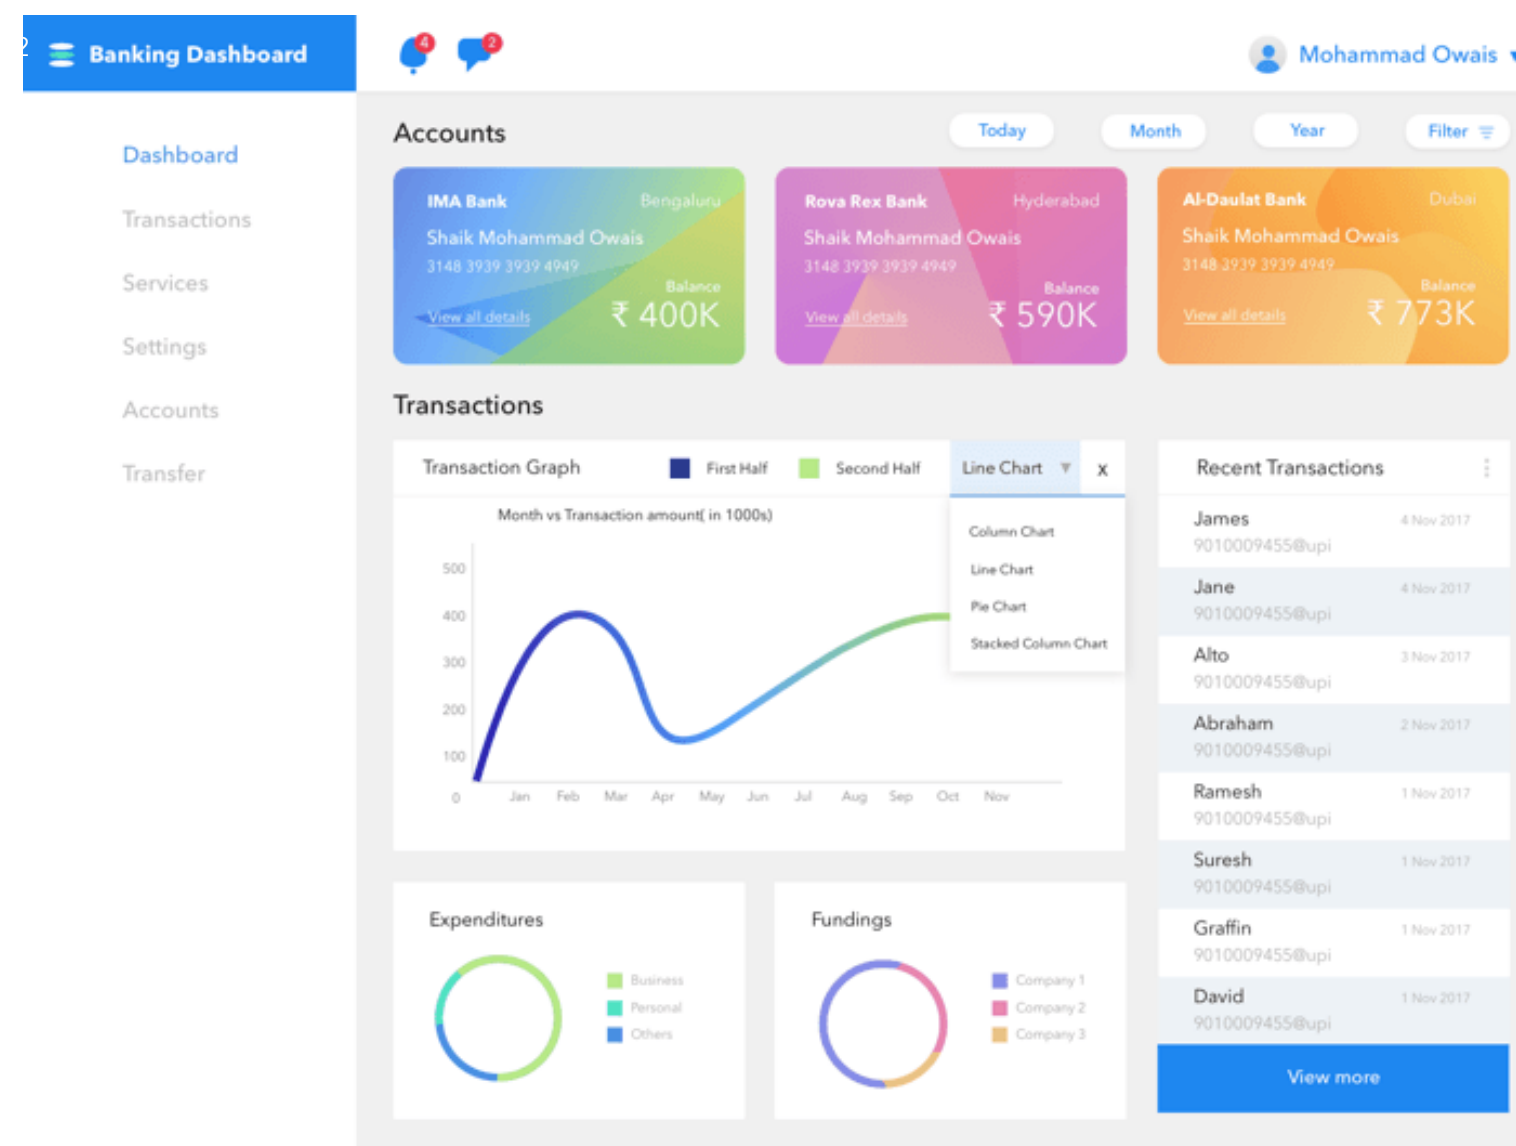 Banking Dashboard
4
2
Mohammad Owais
Dashboard
Transactions
Services
Settings
Accounts
Transfer
Accounts
Today
Month
Year
Filter
IMA Bank
Bengaluru
Shaik Mohammad Owais
3148 3939 3939 4949
Balance
View all details
₹ 400K
Rova Rex Bank
Hyderabad
Shaik Mohammad Owais
3148 3939 3939 4949
Balance
View all details
₹ 590K
Al-Daulat Bank
Dubai
Shaik Mohammad Owais
3148 3939 3939 4949
Balance
View all details
₹ 773K
Transactions
Transaction Graph
First Half
Second Half
Line Chart
x
Column Chart
Line Chart
Pie Chart
Stacked Column Chart
Month vs Transaction amount( in 1000s)
500
400
300
200
100
0
Jan Feb Mar Apr May Jun Jul Aug Sep Oct Nov
Recent Transactions
James 4 Nov 2017
9010009455@upi
Jane 4 Nov 2017
9010009455@upi
Alto 3 Nov 2017
9010009455@upi
Abraham 2 Nov 2017
9010009455@upi
Ramesh 1 Nov 2017
9010009455@upi
Suresh 1 Nov 2017
9010009455@upi
Graffin 1 Nov 2017
9010009455@upi
David 1 Nov 2017
9010009455@upi
View more
Expenditures
Business
Personal
Others
Fundings
Company 1
Company 2
Company 3